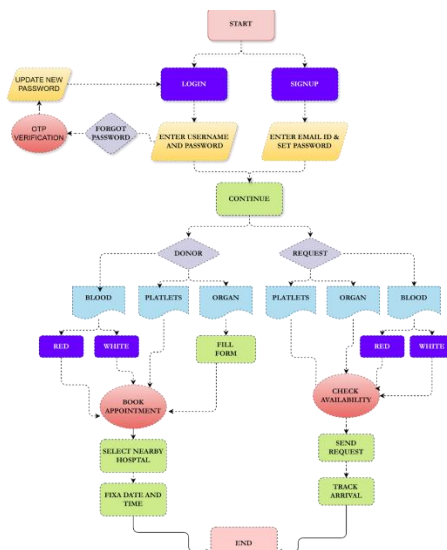 START
UPDATE NEW
PASSWORD
LOGIN
SIGNUP
OTP
VERIFICATION
FORGOT
PASSWORD
ENTER USERNAME
AND PASSWORD
ENTER EMAIL ID &
SET PASSWORD
CONTINUE
DONOR
REQUEST
BLOOD
PLATLETS
ORGAN
PLATLETS
ORGAN
BLOOD
RED
WHITE
FILL
FORM
RED
WHITE
BOOK
APPOINTMENT
CHECK
AVAILABILITY
SELECT NEARBY
HOSPTAL
SEND
REQUEST
FIXA DATE AND
TIME
TRACK
ARRIVAL
END